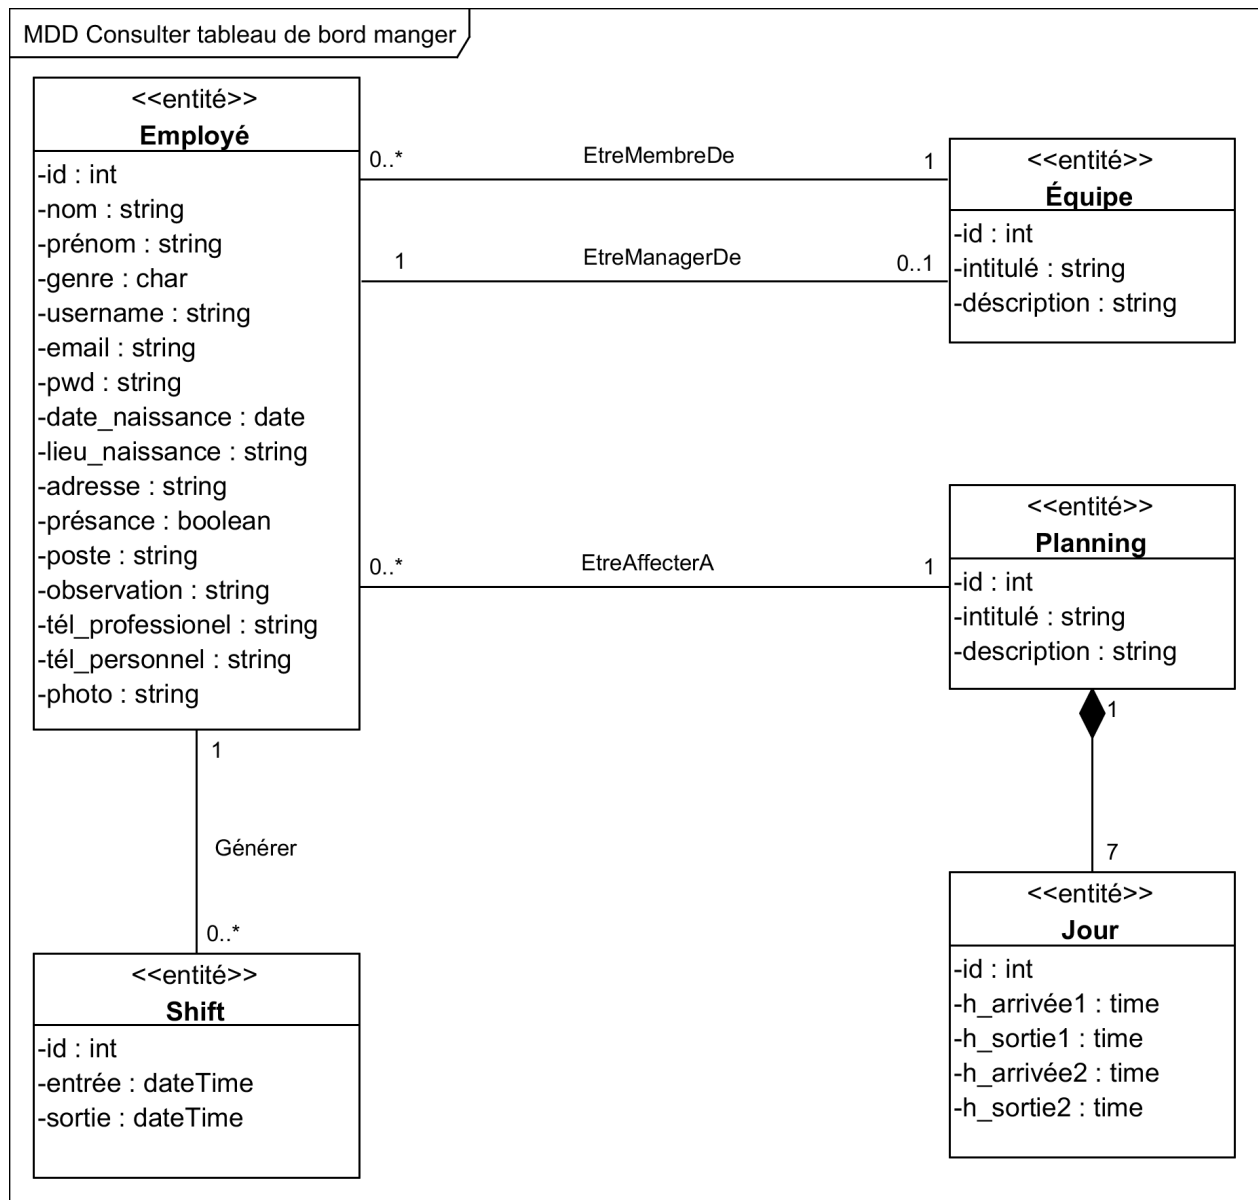 MDD Consulter tableau de bord manger
<<entité>>
Employé
-id : int
-nom : string
-prénom : string
-genre : char
-username : string
-email : string
-pwd : string
-date_naissance : date
-lieu_naissance : string
-adresse : string
-présance : boolean
-poste : string
-observation : string
-tél_professionel : string
-tél_personnel : string
-photo : string
0..*
EtreMembreDe
1
1
EtreManagerDe
0..1
<<entité>>
Équipe
-id : int
-intitulé : string
-déscription : string
0..*
EtreAffecterA
1
<<entité>>
Planning
-id : int
-intitulé : string
-description : string
1
7
1
Générer
0..*
<<entité>>
Shift
-id : int
-entrée : dateTime
-sortie : dateTime
<<entité>>
Jour
-id : int
-h_arrivée1 : time
-h_sortie1 : time
-h_arrivée2 : time
-h_sortie2 : time